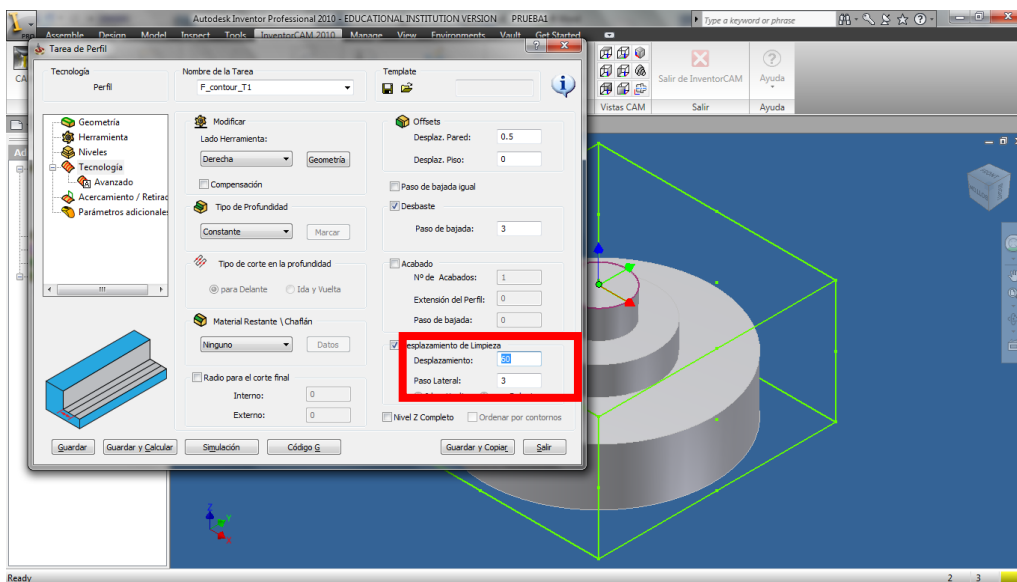 Autodesk Inventor Professional 2010 - EDUCATIONAL INSTITUTION VERSION PRUEBA1
Type a keyword or phrase
Assemble Design Model Inspect Tools InventorCAM 2010 Manage View Environments Vault Get Started
Tarea de Perfil
Tecnología
Perfil
Nombre de la Tarea
F_contour_T1
Template
Geometría
Herramienta
Niveles
Tecnología
Avanzado
Acercamiento / Retirac
Parámetros adicionales
Modificar
Lado Herramienta:
Derecha
Geometría
Compensación
Tipo de Profundidad
Constante
Marcar
Tipo de corte en la profundidad
para Delante
Ida y Vuelta
Material Restante \ Chaflán
Ninguno
Datos
Radio para el corte final
Interno: 0
Externo: 0
Offsets
Desplaz. Pared: 0.5
Desplaz. Piso: 0
Paso de bajada igual
Desbaste
Paso de bajada: 3
Acabado
Nº de Acabados: 1
Extensión del Perfil: 0
Paso de bajada: 0
esplazamiento de Limpieza
Desplazamiento: 60
Paso Lateral: 3
Nivel Z Completo
Ordenar por contornos
Guardar
Guardar y Calcular
Simulación
Código G
Guardar y Copiar
Salir
Vistas CAM
Salir de InventorCAM
Salir
Ayuda
Ayuda
Z
Y
X
Ready
2 3